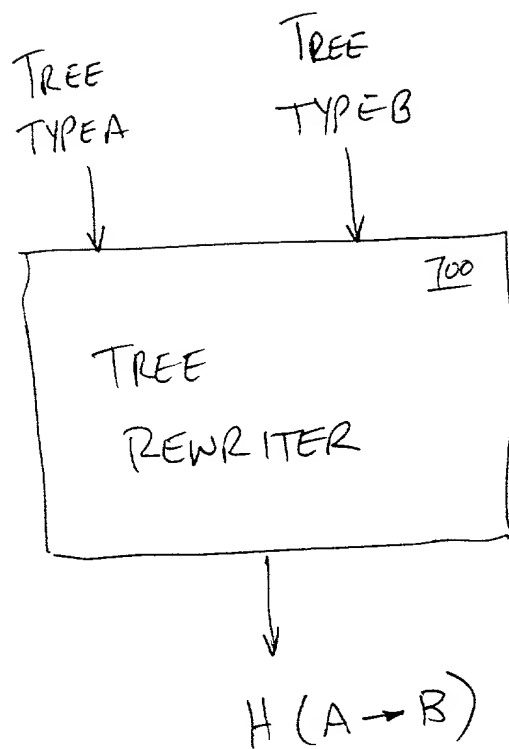 TREE
TYPE A
TREE
TYPE B
700
TREE
REWRITER
H (A → B)